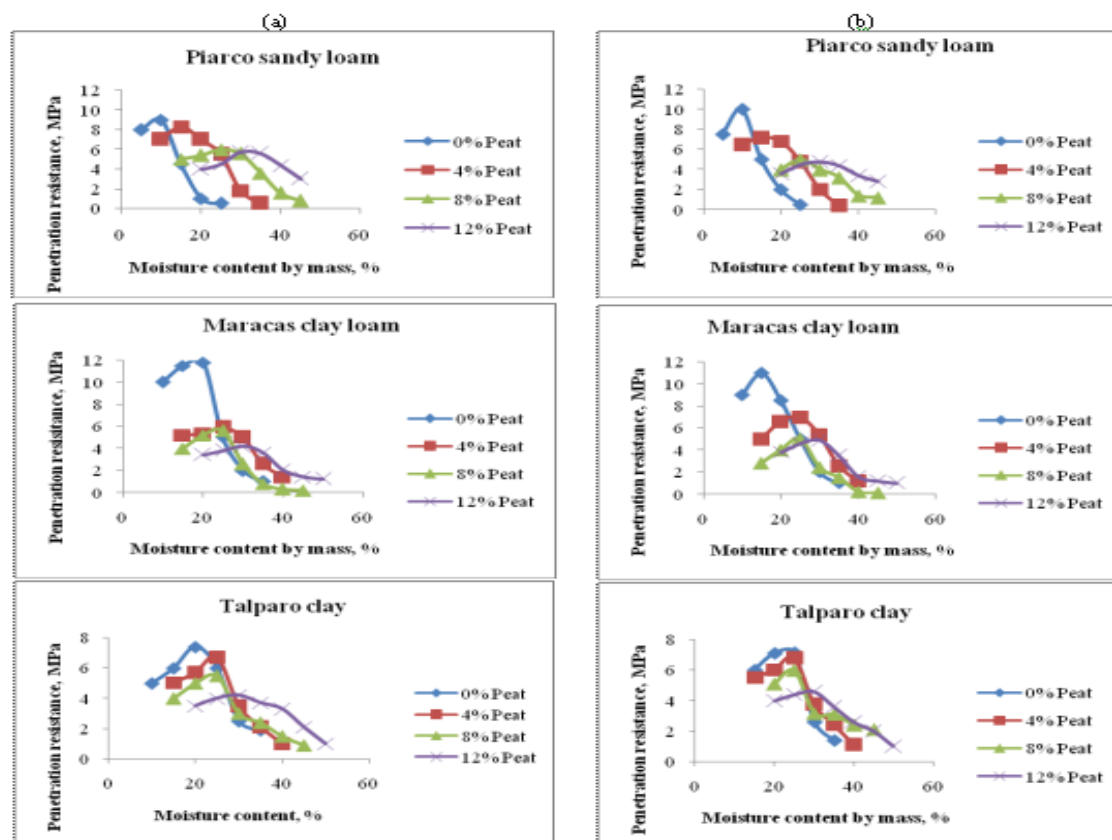 (a)
Piarco sandy loam
Penetration resistance, MPa
12
10
8
6
4
2
0
0 20 40 60
Moisture content by mass, %
0% Peat
4% Peat
8% Peat
12% Peat
(b)
Piarco sandy loam
Penetration resistance, MPa
12
10
8
6
4
2
0
0 20 40 60
Moisture content by mass, %
0% Peat
4% Peat
8% Peat
12% Peat
Maracas clay loam
Penetration resisitance, MPa
12
10
8
6
4
2
0
0 20 40 60
Moisture content by mass, %
0% Peat
4% Peat
8% Peat
12% Peat
Maracas clay loam
Penetration resistance, MPa
12
10
8
6
4
2
0
0 20 40 60
Moisture content by mass, %
0% Peat
4% Peat
8% Peat
12% Peat
Talparo clay
Penetration resistance, MPa
8
6
4
2
0
0 20 40 60
Moisture content, %
0% Peat
4% Peat
8% Peat
12% Peat
Talparo clay
Penetration resistance, MPa
8
6
4
2
0
0 20 40 60
Moisture content by mass, %
0% Peat
4% Peat
8% Peat
12% Peat